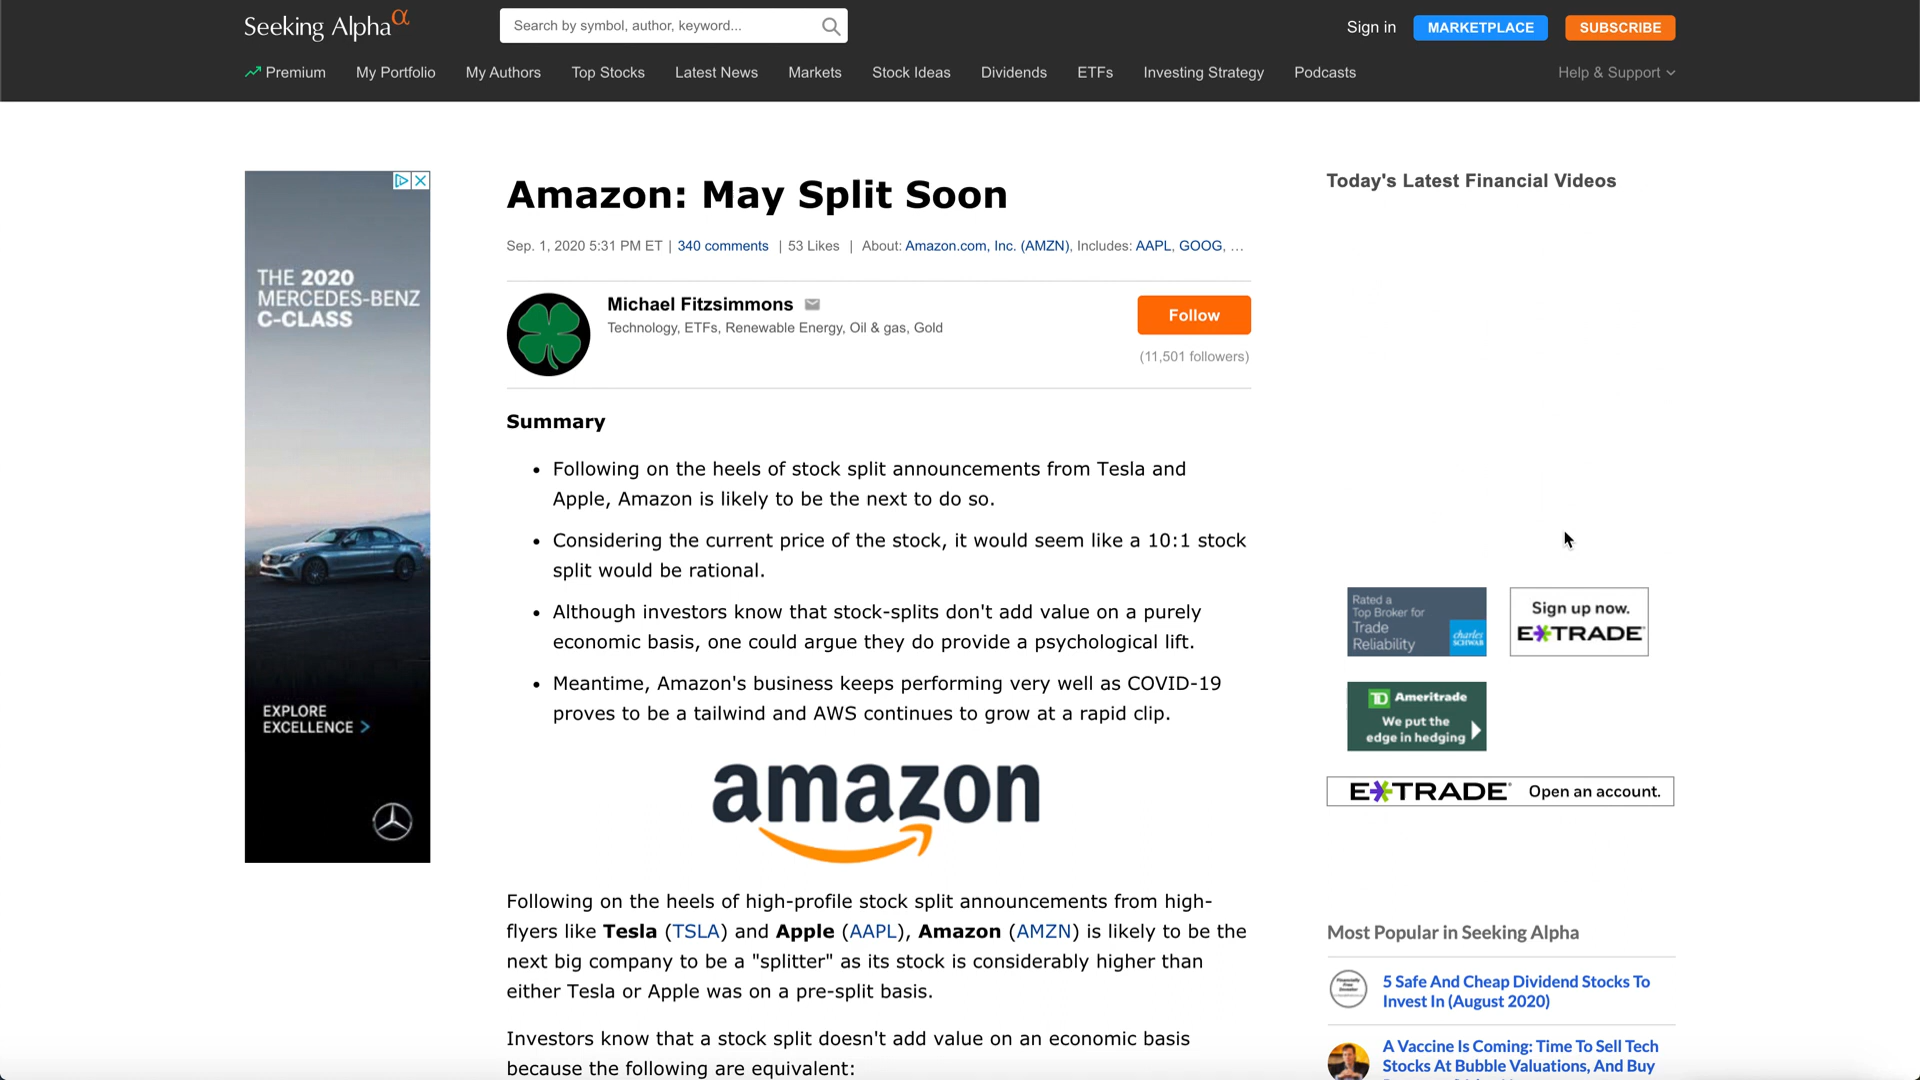 Seeking Alpha α
Search by symbol, author, keyword...
Sign in
MARKETPLACE
SUBSCRIBE
Premium
My Portfolio
My Authors
Top Stocks
Latest News
Markets
Stock Ideas
Dividends
ETFs
Investing Strategy
Podcasts
Help & Support
THE 2020
MERCEDES-BENZ
C-CLASS
EXPLORE
EXCELLENCE >
Amazon: May Split Soon
Sep. 1, 2020 5:31 PM ET | 340 comments | 53 Likes | About: Amazon.com, Inc. (AMZN), Includes: AAPL, GOOG, …
Michael Fitzsimmons
Technology, ETFs, Renewable Energy, Oil & gas, Gold
Follow
(11,501 followers)
Summary
• Following on the heels of stock split announcements from Tesla and
Apple, Amazon is likely to be the next to do so.
• Considering the current price of the stock, it would seem like a 10:1 stock
split would be rational.
• Although investors know that stock-splits don't add value on a purely
economic basis, one could argue they do provide a psychological lift.
• Meantime, Amazon's business keeps performing very well as COVID-19
proves to be a tailwind and AWS continues to grow at a rapid clip.
amazon
Following on the heels of high-profile stock split announcements from high-
flyers like Tesla (TSLA) and Apple (AAPL), Amazon (AMZN) is likely to be the
next big company to be a "splitter" as its stock is considerably higher than
either Tesla or Apple was on a pre-split basis.
Investors know that a stock split doesn't add value on an economic basis
because the following are equivalent:
Today's Latest Financial Videos
Rated a
Top Broker for
Trade
Reliability
charles
SCHWAB
Sign up now.
E*TRADE
TD Ameritrade
We put the
edge in hedging
E*TRADE Open an account.
Most Popular in Seeking Alpha
5 Safe And Cheap Dividend Stocks To
Invest In (August 2020)
A Vaccine Is Coming: Time To Sell Tech
Stocks At Bubble Valuations, And Buy